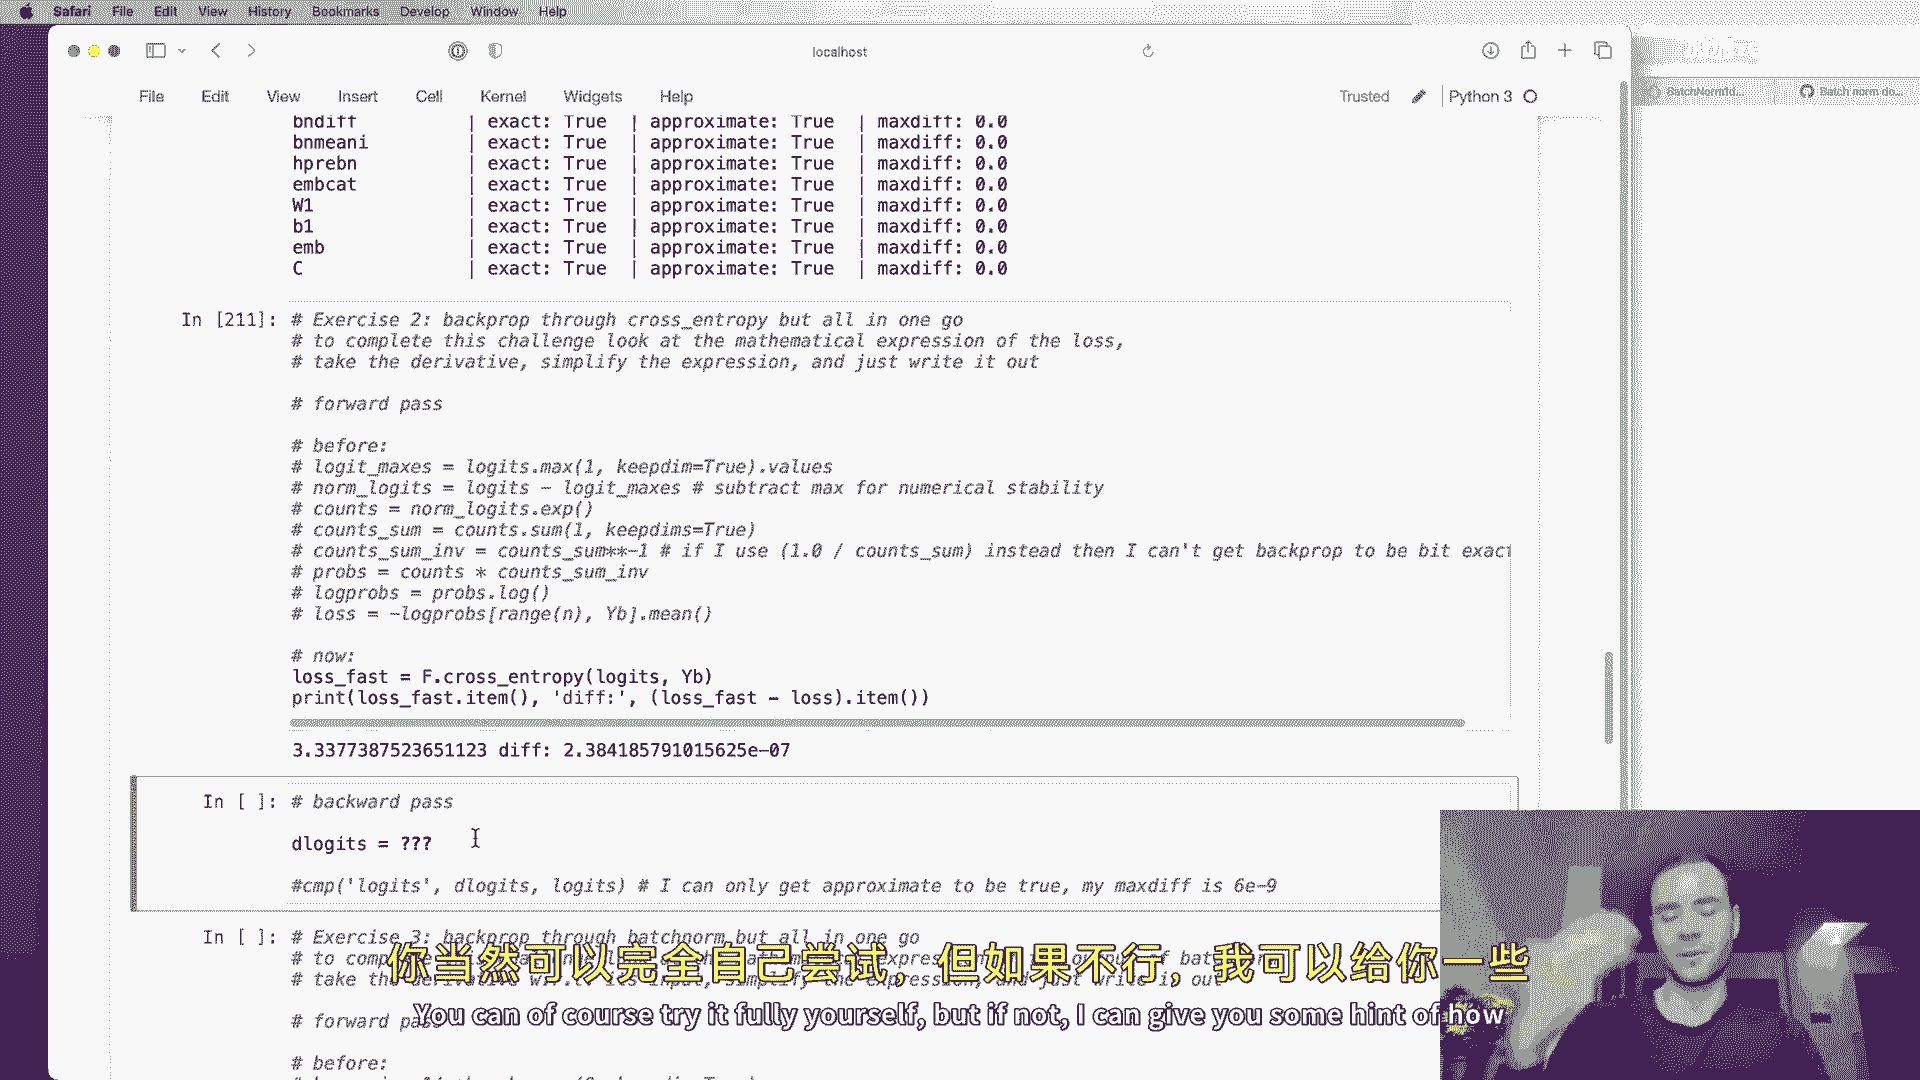 Safari File Edit View History Bookmarks Develop Window Help
localhost
BatchNorm1d... Batch norm do...
File Edit View Insert Cell Kernel Widgets Help Trusted Python 3
bndiff | exact: True | approximate: True | maxdiff: 0.0
bnmeani | exact: True | approximate: True | maxdiff: 0.0
hprebn | exact: True | approximate: True | maxdiff: 0.0
embcat | exact: True | approximate: True | maxdiff: 0.0
W1 | exact: True | approximate: True | maxdiff: 0.0
b1 | exact: True | approximate: True | maxdiff: 0.0
emb | exact: True | approximate: True | maxdiff: 0.0
C | exact: True | approximate: True | maxdiff: 0.0
In [211]: # Exercise 2: backprop through cross_entropy but all in one go
# to complete this challenge look at the mathematical expression of the loss,
# take the derivative, simplify the expression, and just write it out
# forward pass
# before:
# logit_maxes = logits.max(1, keepdim=True).values
# norm_logits = logits - logit_maxes # subtract max for numerical stability
# counts = norm_logits.exp()
# counts_sum = counts.sum(1, keepdims=True)
# counts_sum_inv = counts_sum**-1 # if I use (1.0 / counts_sum) instead then I can't get backprop to be bit exact
# probs = counts * counts_sum_inv
# logprobs = probs.log()
# loss = -logprobs[range(n), Yb].mean()
# now:
loss_fast = F.cross_entropy(logits, Yb)
print(loss_fast.item(), 'diff:', (loss_fast - loss).item())
3.3377387523651123 diff: 2.384185791015625e-07
In [ ]: # backward pass
dlogits = ???
#cmp('logits', dlogits, logits) # I can only get approximate to be true, my maxdiff is 6e-9
In [ ]: # Exercise 3: backprop through batchnorm but all in one go
# to comp
# take the derivative w.r.t. its input, simplify the expression, and just write it out
# forward pass
# before:
你当然可以完全自己尝试，但如果不行，我可以给你一些
You can of course try it fully yourself, but if not, I can give you some hint of how